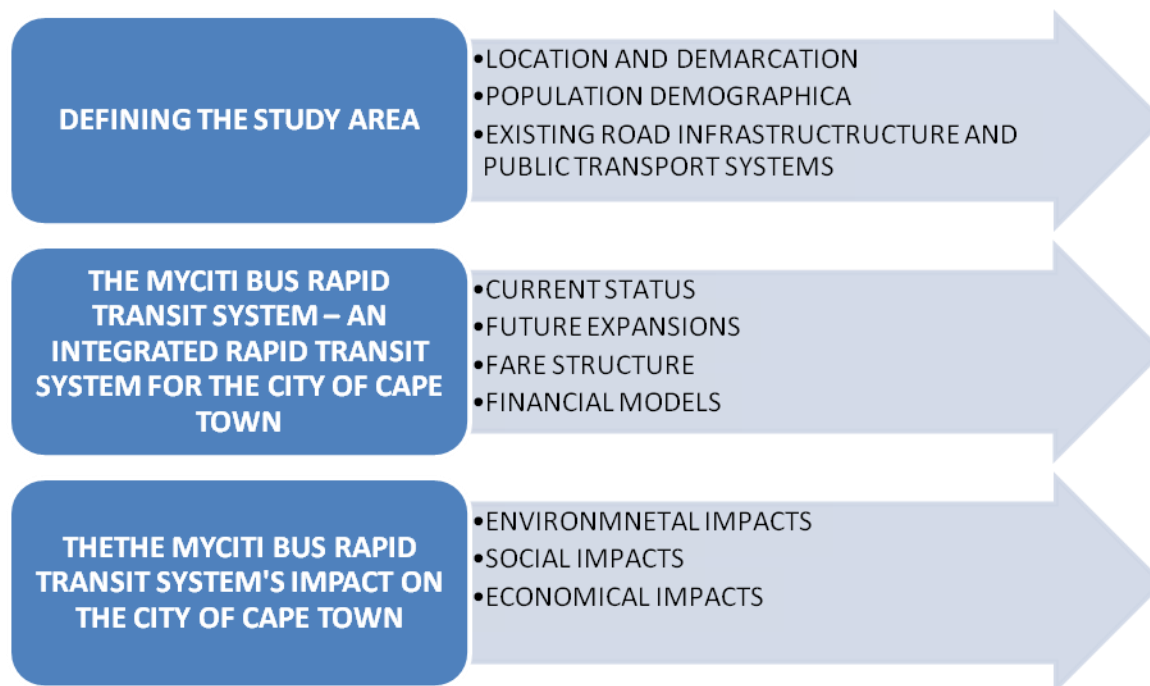 DEFINING THE STUDY AREA
•LOCATION AND DEMARCATION
•POPULATION DEMOGRAPHICA
•EXISTING ROAD INFRASTRUCTRUCTURE AND
PUBLIC TRANSPORT SYSTEMS
THE MYCITI BUS RAPID
TRANSIT SYSTEM – AN
INTEGRATED RAPID TRANSIT
SYSTEM FOR THE CITY OF CAPE
TOWN
•CURRENT STATUS
•FUTURE EXPANSIONS
•FARE STRUCTURE
•FINANCIAL MODELS
THETHE MYCITI BUS RAPID
TRANSIT SYSTEM'S IMPACT ON
THE CITY OF CAPE TOWN
•ENVIRONMNETAL IMPACTS
•SOCIAL IMPACTS
•ECONOMICAL IMPACTS